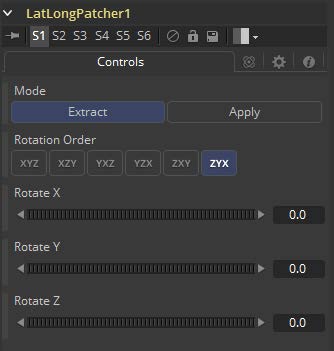 LatLongPatcher1
S1 S2 S3 S4 S5 S6
Controls
Mode
Extract Apply
Rotation Order
XYZ XZY YXZ YZX ZXY ZYX
Rotate X
0.0
Rotate Y
0.0
Rotate Z
0.0